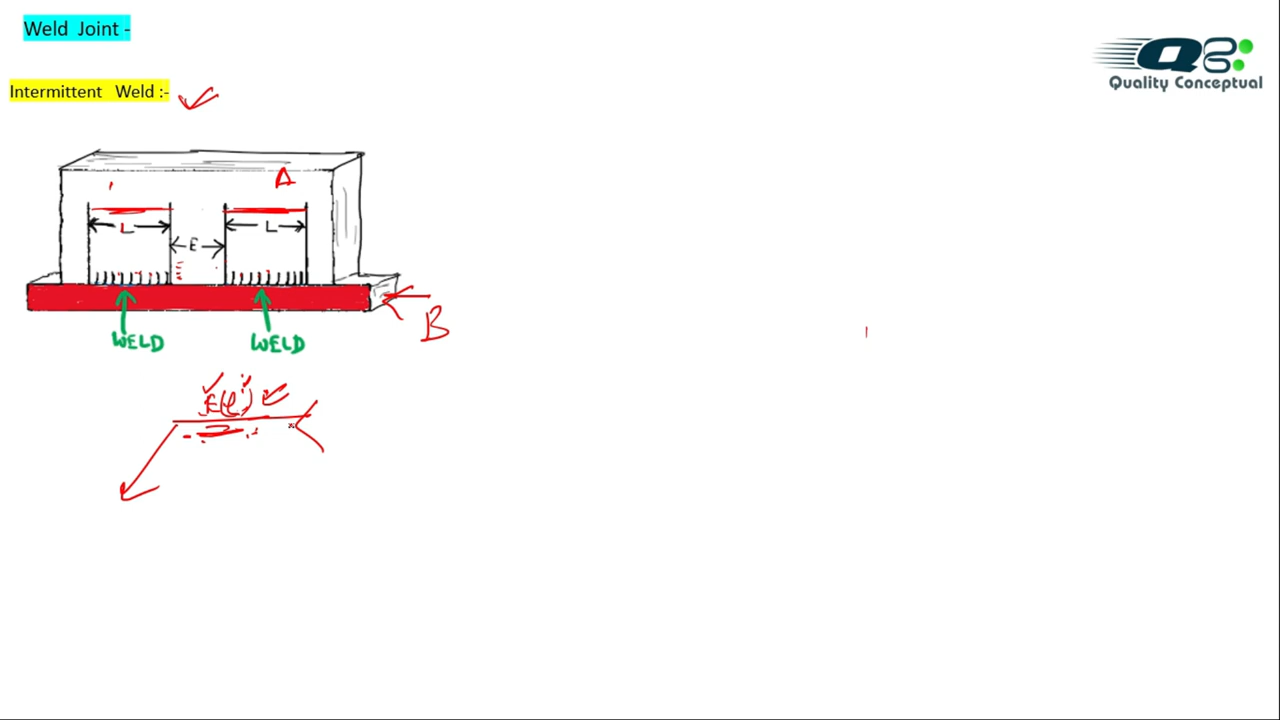 Weld Joint -
Quality Conceptual
Intermittent Weld :-
A
L
E
L
B
WELD
WELD